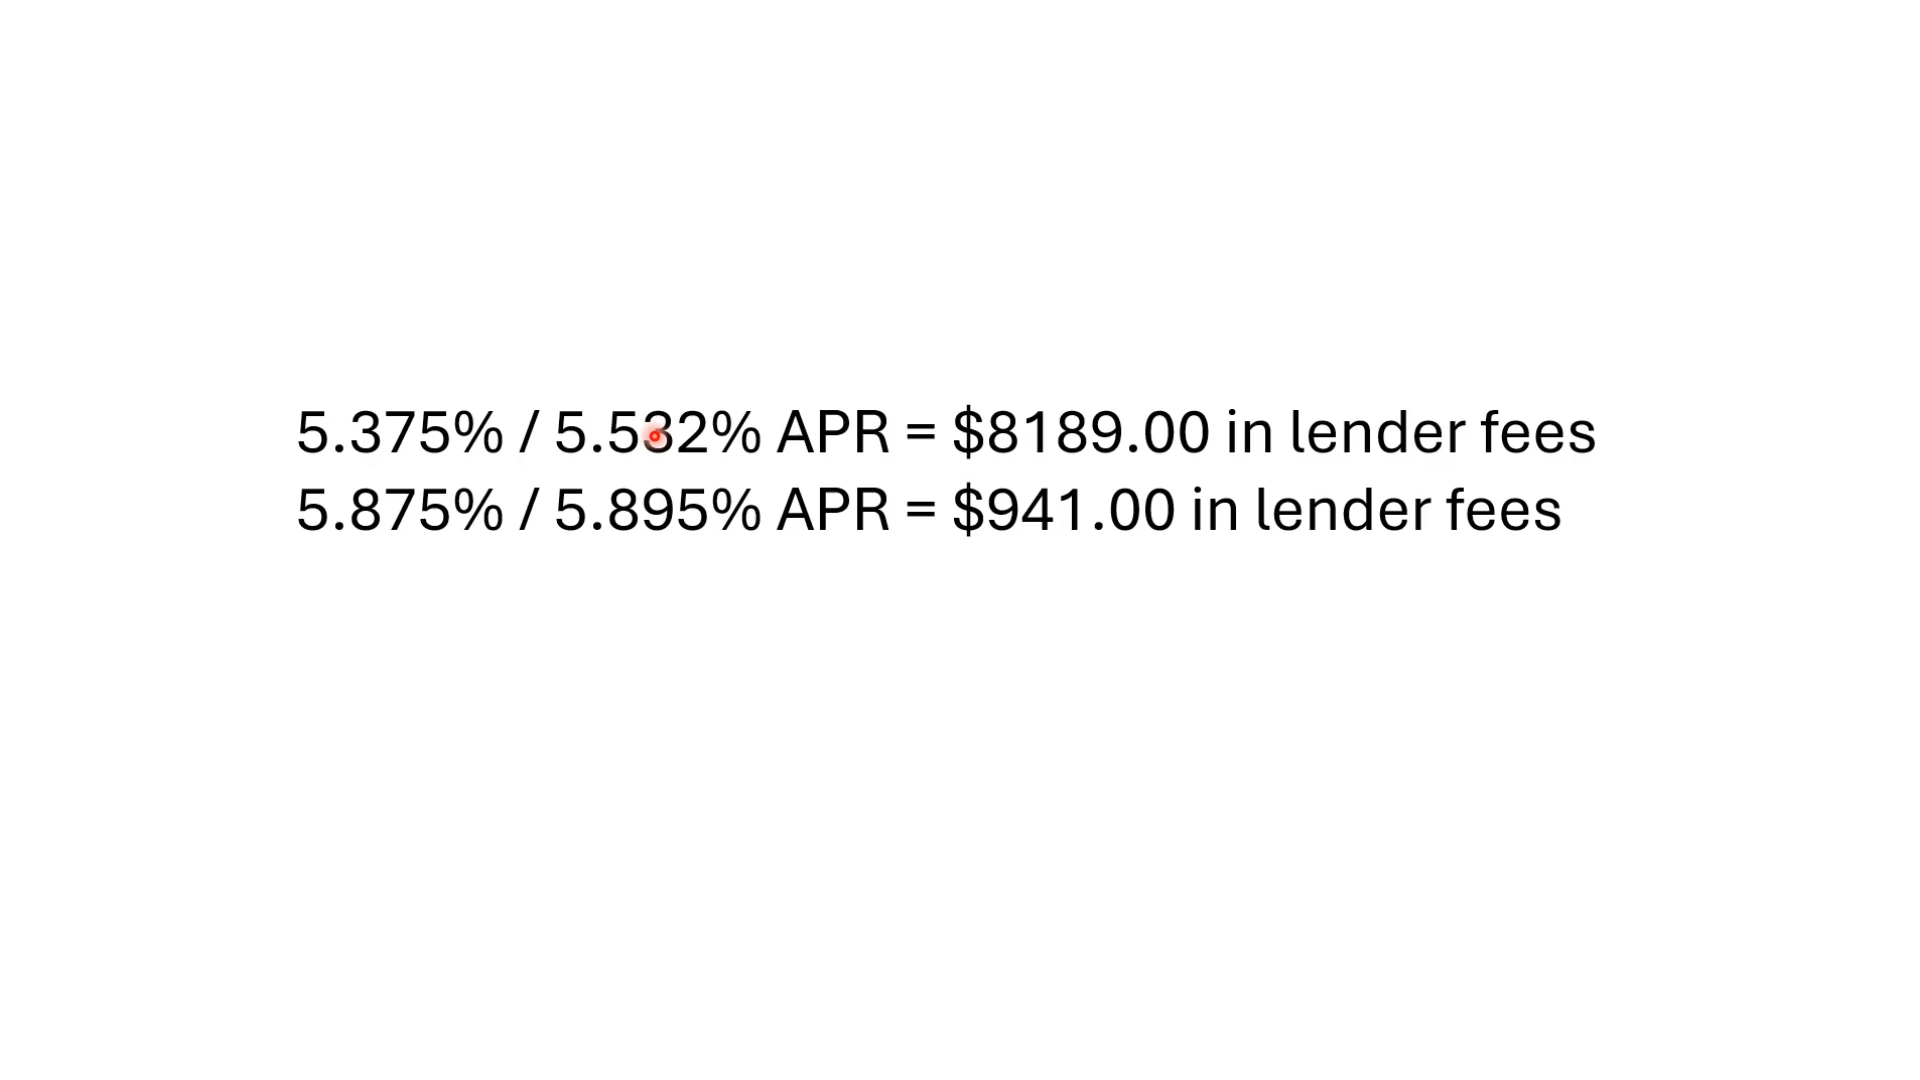 5.375% / 5.532% APR = $8189.00 in lender fees
5.875% / 5.895% APR = $941.00 in lender fees